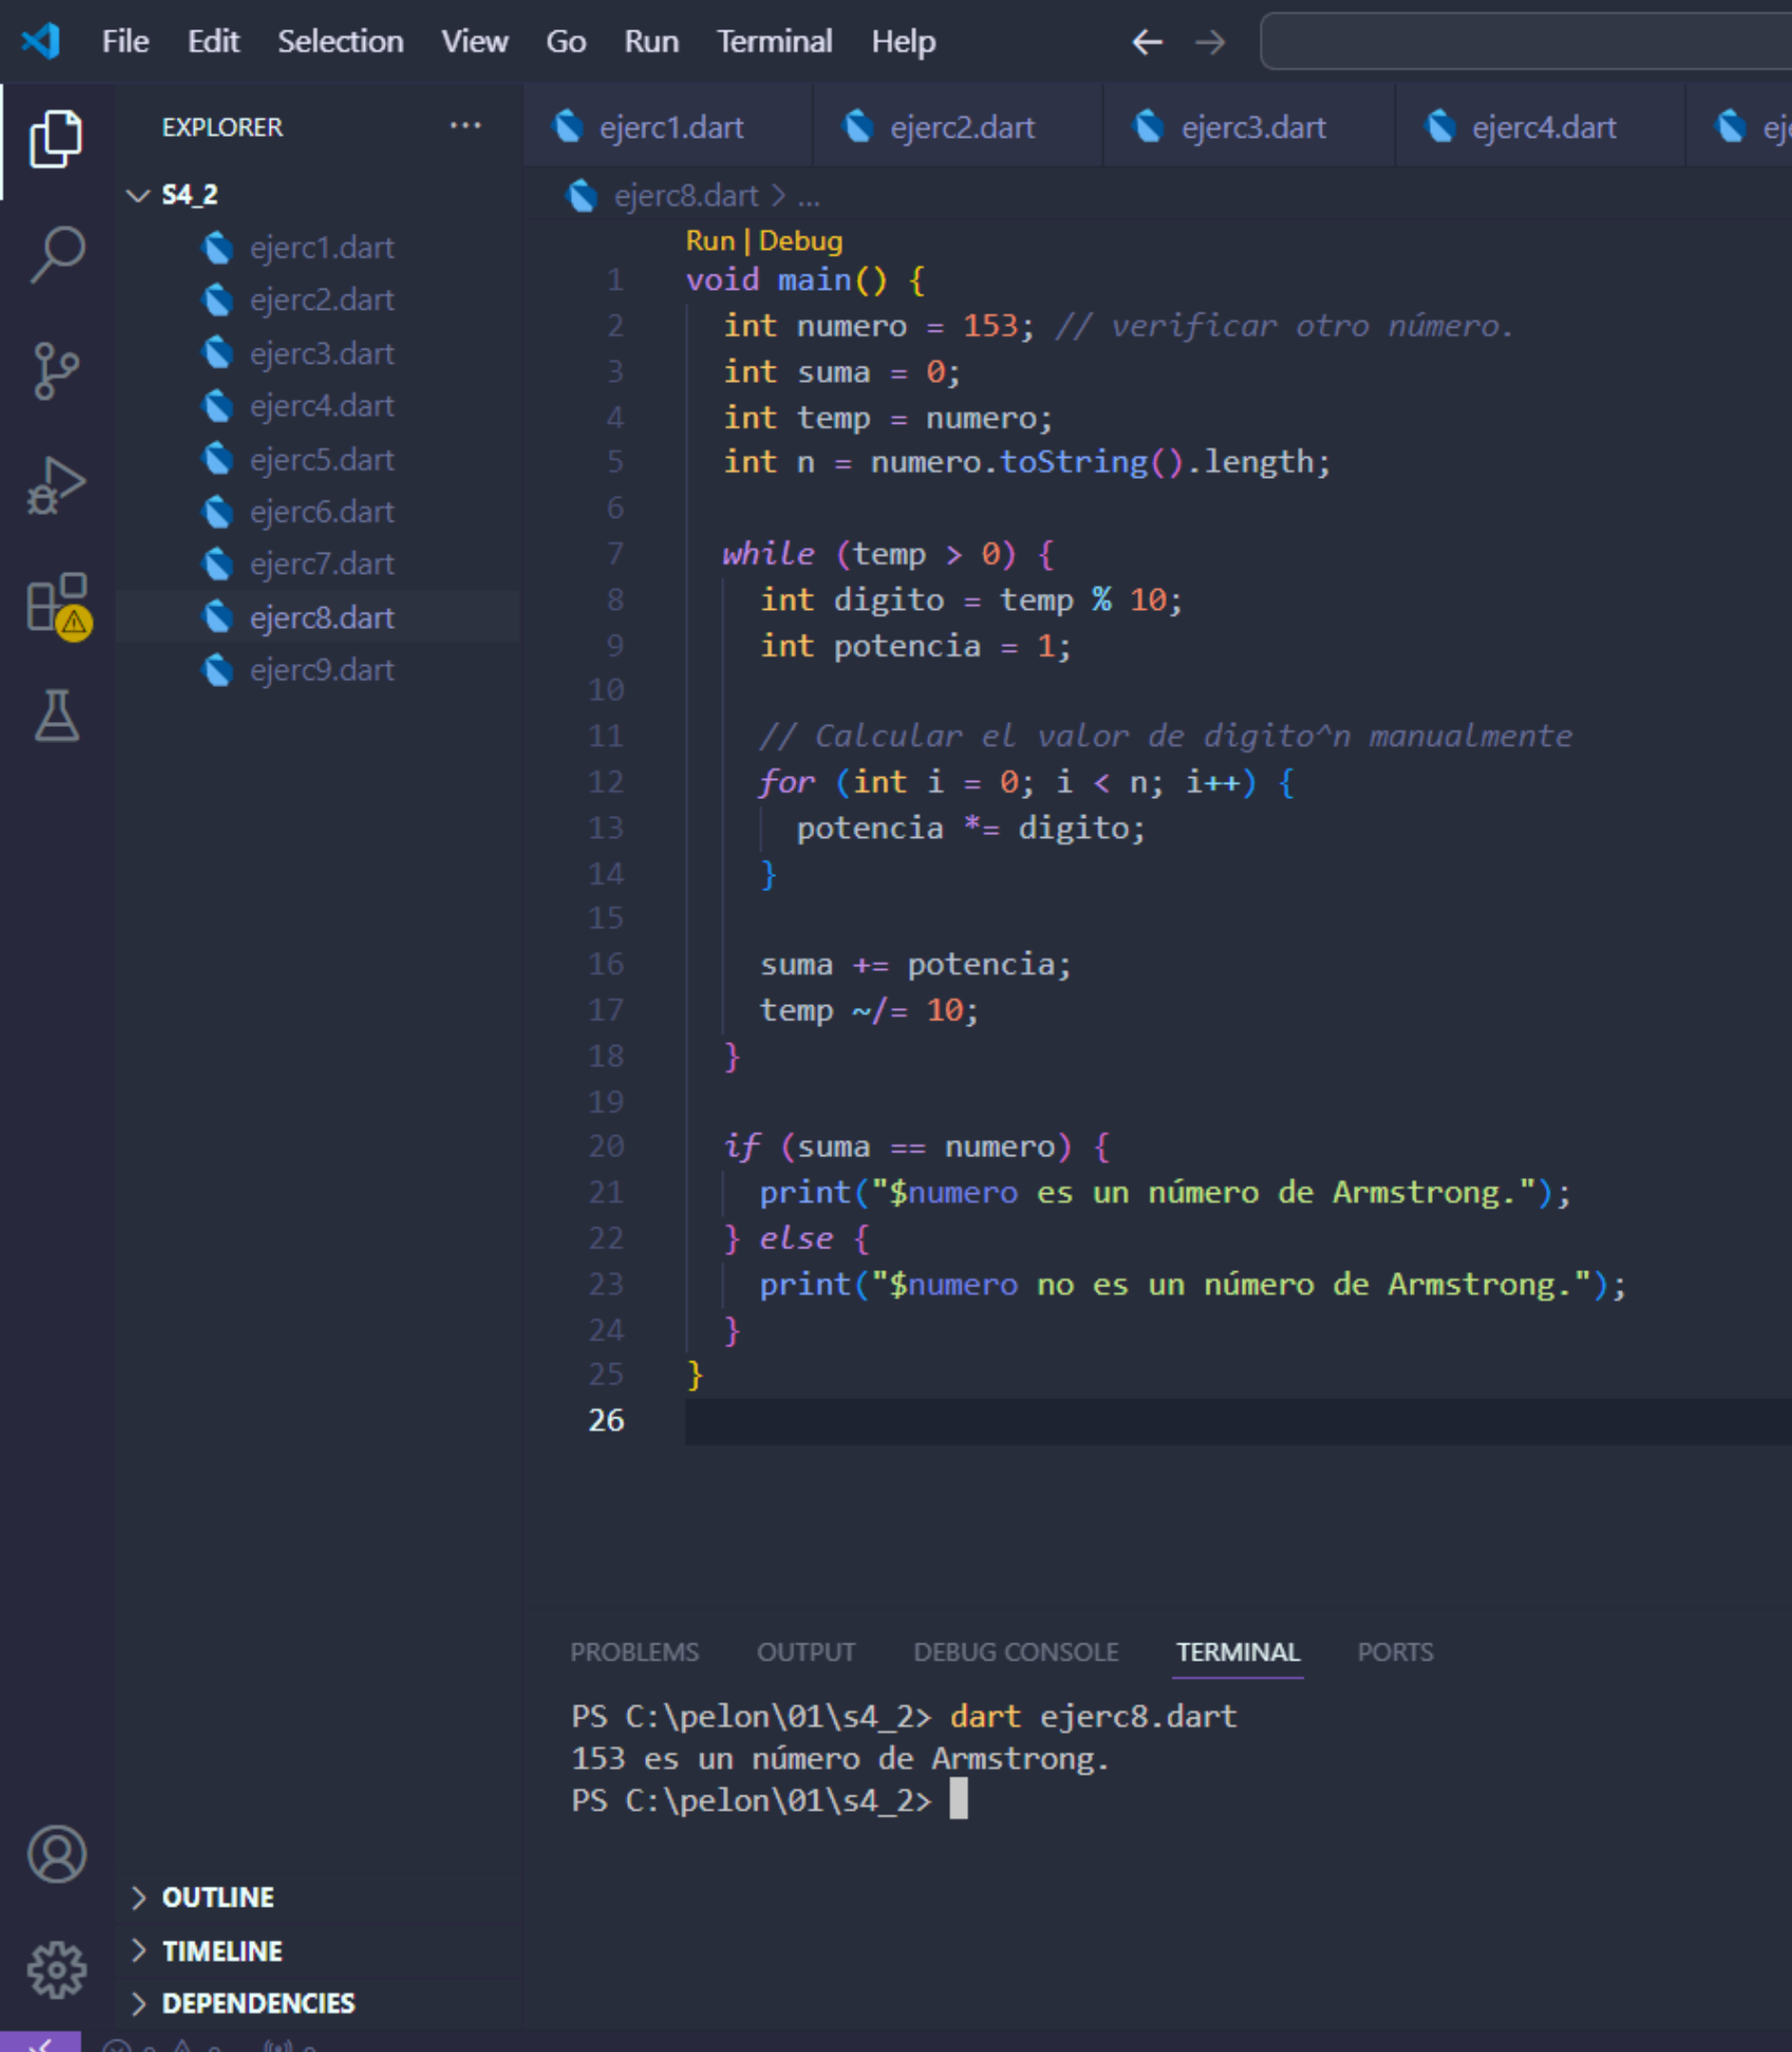 File Edit Selection View Go Run Terminal Help
EXPLORER ...
S4_2
ejerc1.dart
ejerc2.dart
ejerc3.dart
ejerc4.dart
ejerc5.dart
ejerc6.dart
ejerc7.dart
ejerc8.dart
ejerc9.dart
OUTLINE
TIMELINE
DEPENDENCIES
ejerc1.dart ejerc2.dart ejerc3.dart ejerc4.dart
ejerc8.dart > ...
Run | Debug
1 void main() {
2 int numero = 153; // verificar otro número.
3 int suma = 0;
4 int temp = numero;
5 int n = numero.toString().length;
6
7 while (temp > 0) {
8 int digito = temp % 10;
9 int potencia = 1;
10
11 // Calcular el valor de digito^n manualmente
12 for (int i = 0; i < n; i++) {
13 potencia *= digito;
14 }
15
16 suma += potencia;
17 temp ~/= 10;
18 }
19
20 if (suma == numero) {
21 print("$numero es un número de Armstrong.");
22 } else {
23 print("$numero no es un número de Armstrong.");
24 }
25 }
26
PROBLEMS OUTPUT DEBUG CONSOLE TERMINAL PORTS
PS C:\pelon\01\s4_2> dart ejerc8.dart
153 es un número de Armstrong.
PS C:\pelon\01\s4_2>